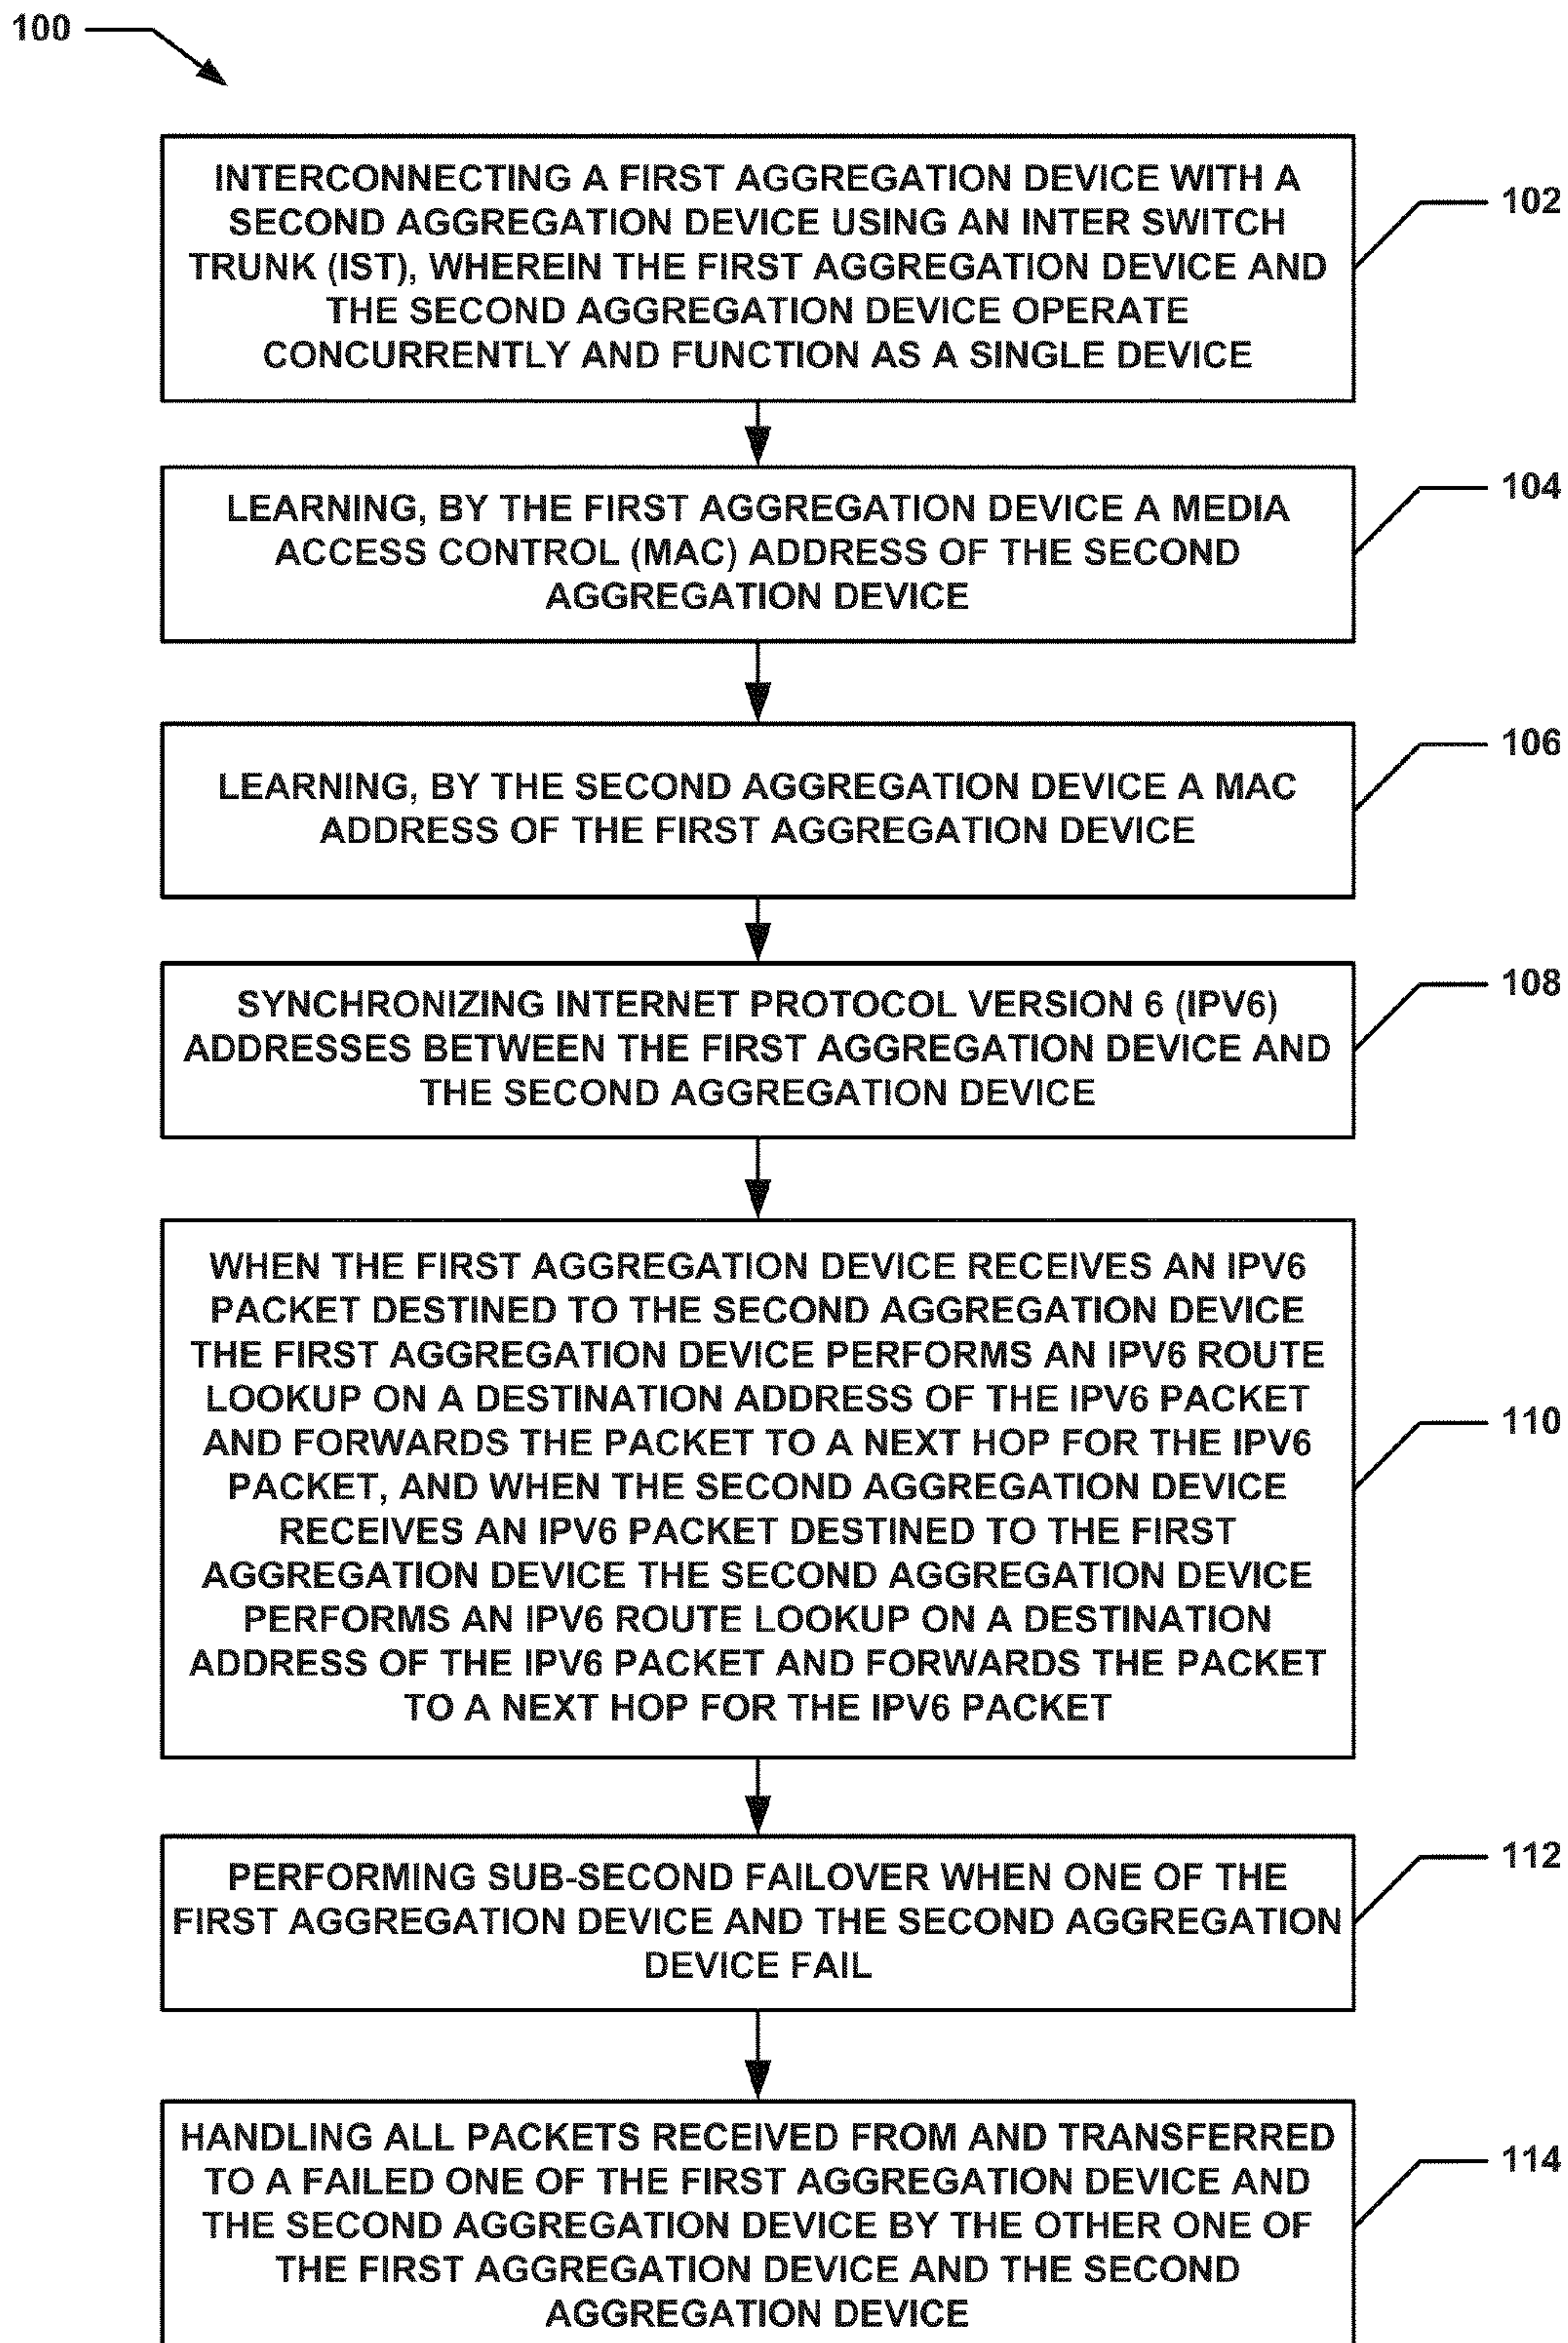 100
INTERCONNECTING A FIRST AGGREGATION DEVICE WITH A
SECOND AGGREGATION DEVICE USING AN INTER SWITCH
TRUNK (IST), WHEREIN THE FIRST AGGREGATION DEVICE AND
THE SECOND AGGREGATION DEVICE OPERATE
CONCURRENTLY AND FUNCTION AS A SINGLE DEVICE
102
LEARNING, BY THE FIRST AGGREGATION DEVICE A MEDIA
ACCESS CONTROL (MAC) ADDRESS OF THE SECOND
AGGREGATION DEVICE
104
LEARNING, BY THE SECOND AGGREGATION DEVICE A MAC
ADDRESS OF THE FIRST AGGREGATION DEVICE
106
SYNCHRONIZING INTERNET PROTOCOL VERSION 6 (IPV6)
ADDRESSES BETWEEN THE FIRST AGGREGATION DEVICE AND
THE SECOND AGGREGATION DEVICE
108
WHEN THE FIRST AGGREGATION DEVICE RECEIVES AN IPV6
PACKET DESTINED TO THE SECOND AGGREGATION DEVICE
THE FIRST AGGREGATION DEVICE PERFORMS AN IPV6 ROUTE
LOOKUP ON A DESTINATION ADDRESS OF THE IPV6 PACKET
AND FORWARDS THE PACKET TO A NEXT HOP FOR THE IPV6
PACKET, AND WHEN THE SECOND AGGREGATION DEVICE
RECEIVES AN IPV6 PACKET DESTINED TO THE FIRST
AGGREGATION DEVICE THE SECOND AGGREGATION DEVICE
PERFORMS AN IPV6 ROUTE LOOKUP ON A DESTINATION
ADDRESS OF THE IPV6 PACKET AND FORWARDS THE PACKET
TO A NEXT HOP FOR THE IPV6 PACKET
110
PERFORMING SUB-SECOND FAILOVER WHEN ONE OF THE
FIRST AGGREGATION DEVICE AND THE SECOND AGGREGATION
DEVICE FAIL
112
HANDLING ALL PACKETS RECEIVED FROM AND TRANSFERRED
TO A FAILED ONE OF THE FIRST AGGREGATION DEVICE AND
THE SECOND AGGREGATION DEVICE BY THE OTHER ONE OF
THE FIRST AGGREGATION DEVICE AND THE SECOND
AGGREGATION DEVICE
114